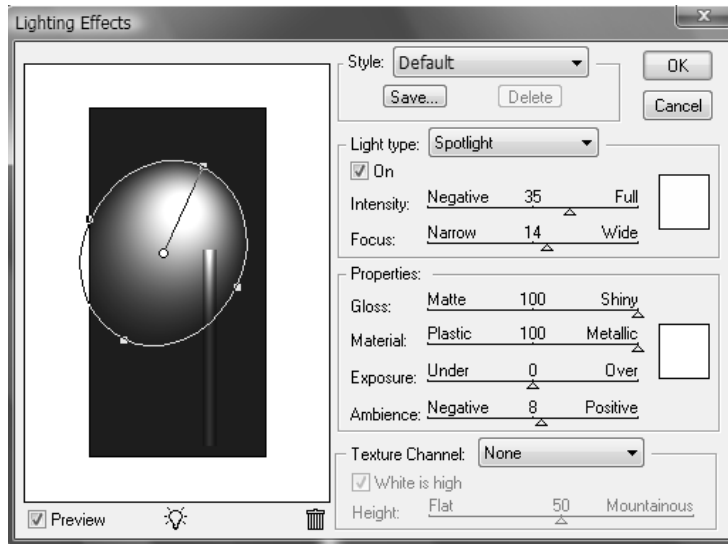 Lighting Effects
Style: Default
OK
Save...
Delete
Cancel
Light type: Spotlight
On
Intensity: Negative 35 Full
Focus: Narrow 14 Wide
Properties:
Gloss: Matte 100 Shiny
Material: Plastic 100 Metallic
Exposure: Under 0 Over
Ambience: Negative 8 Positive
Texture Channel: None
White is high
Height: Flat 50 Mountainous
Preview